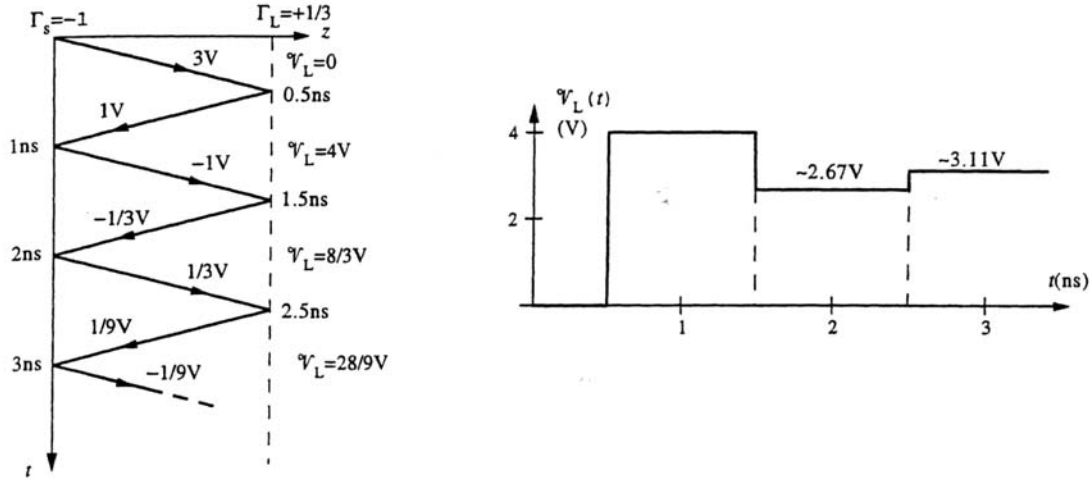 Γs=−1
ΓL=+1/3
z
3V
𝒱L=0
0.5ns
1V
1ns
−1V
𝒱L=4V
1.5ns
−1/3V
2ns
1/3V
𝒱L=8/3V
2.5ns
1/9V
3ns
−1/9V
𝒱L=28/9V
t
𝒱L(t)
(V)
4
2
~2.67V
~3.11V
t(ns)
1
2
3